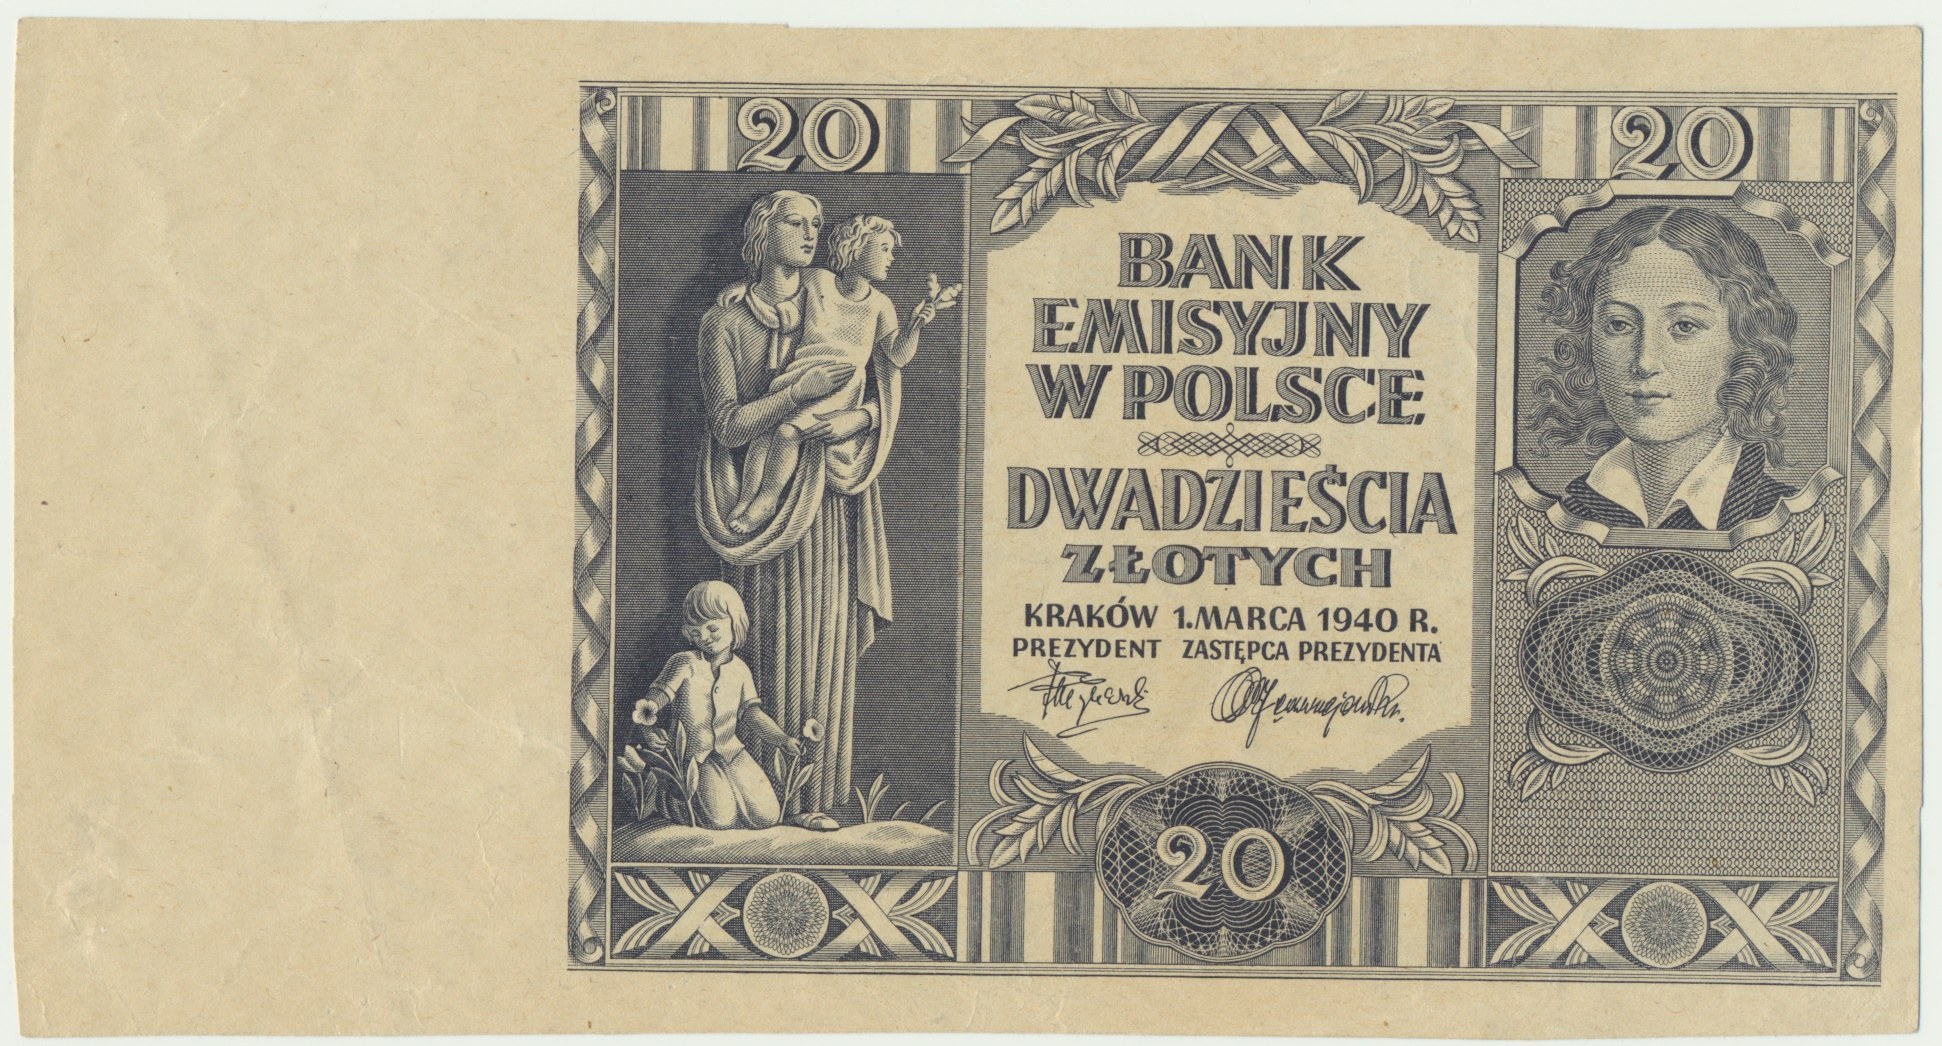 20
20
BANK
EMISYJNY
W POLSCE
DWADZIEŚCIA
ZŁOTYCH
KRAKÓW 1. MARCA 1940 R.
PREZYDENT ZASTĘPCA PREZYDENTA
20